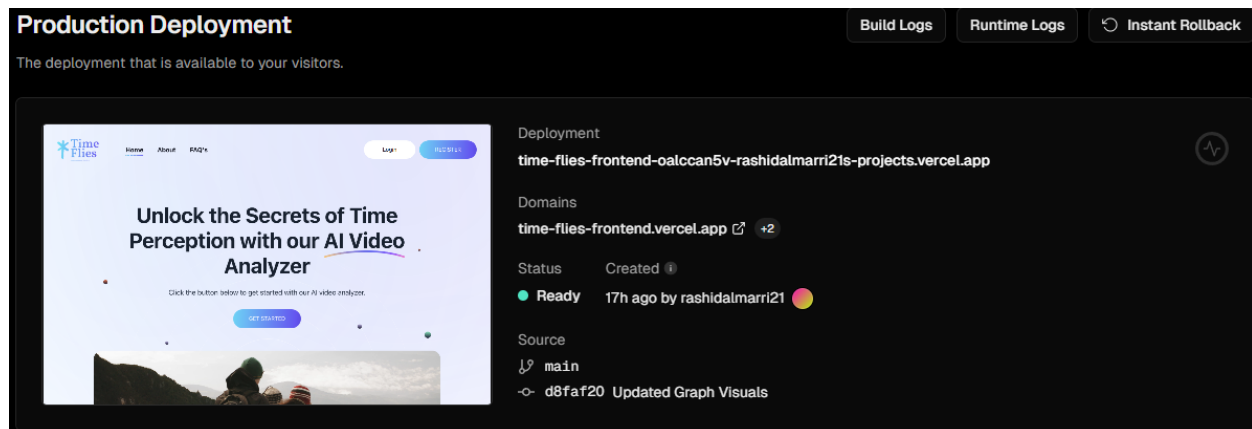 Production Deployment
Build Logs
Runtime Logs
Instant Rollback
The deployment that is available to your visitors.
Time
Flies
Home
About
FAQ's
Login
REGISTER
Unlock the Secrets of Time
Perception with our AI Video
Analyzer
Click the button below to get started with our AI video analyzer.
GET STARTED
Deployment
time-flies-frontend-oalccan5v-rashidalmarri21s-projects.vercel.app
Domains
time-flies-frontend.vercel.app
+2
Status
Created
Ready
17h ago by rashidalmarri21
Source
main
d8faf20 Updated Graph Visuals